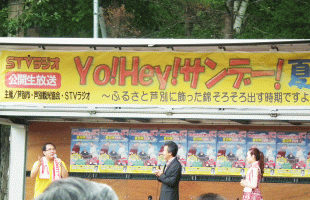 STVラジオ
公開生放送
主催/芦別市・芦別観光協会・STVラジオ
Yo!Hey!サンデー!夏
～ふるさと芦別に飾った錦そろそろ出す時期ですよ